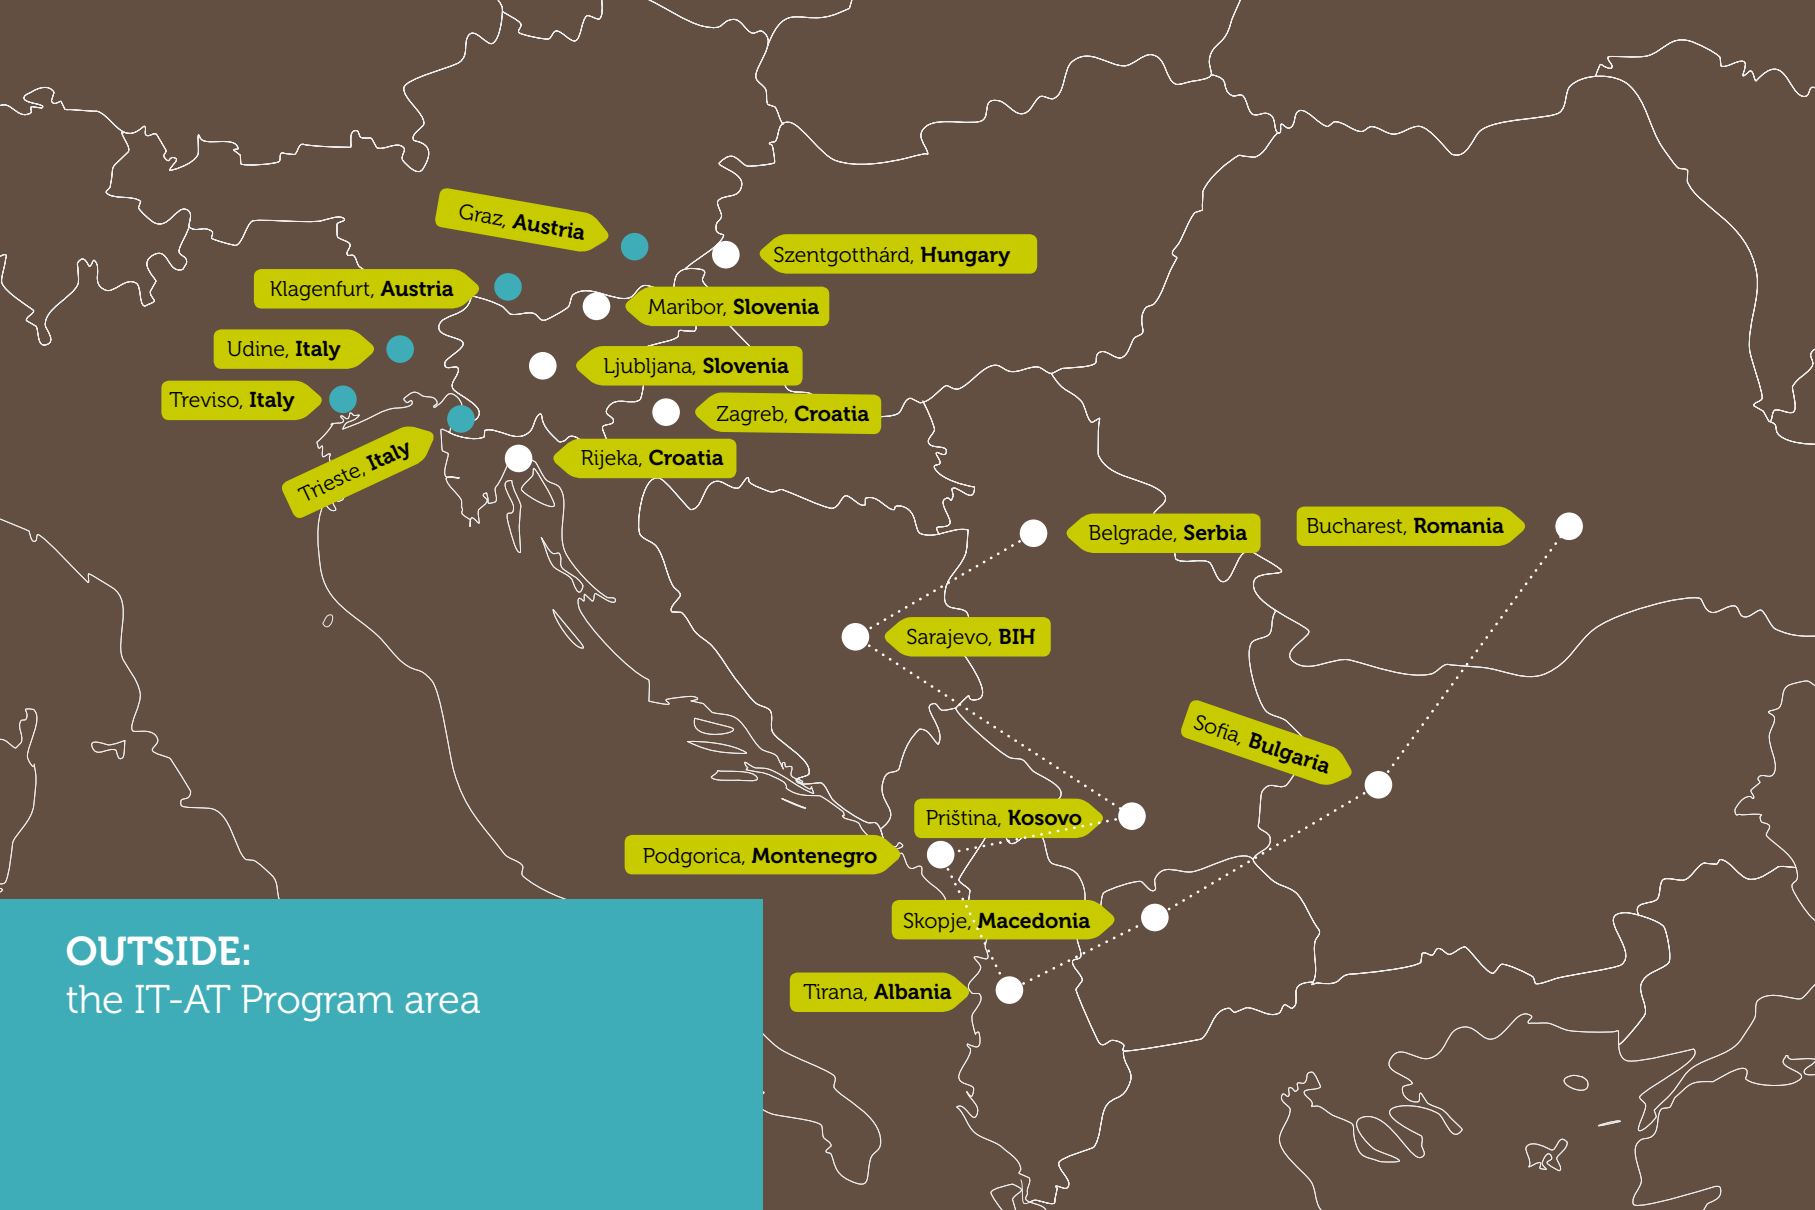 Graz, Austria
Szentgotthárd, Hungary
Klagenfurt, Austria
Maribor, Slovenia
Udine, Italy
Ljubljana, Slovenia
Treviso, Italy
Zagreb, Croatia
Trieste, Italy
Rijeka, Croatia
Belgrade, Serbia
Bucharest, Romania
Sarajevo, BIH
Sofia, Bulgaria
Priština, Kosovo
Podgorica, Montenegro
Skopje, Macedonia
Tirana, Albania
OUTSIDE:
the IT-AT Program area